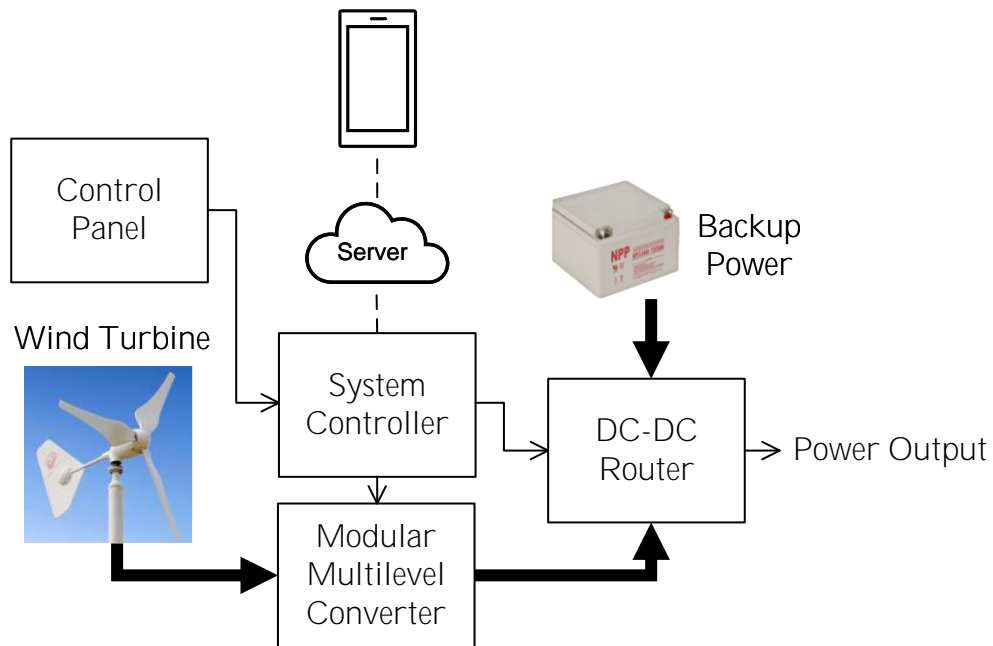 Control
Panel
Server
NPP
Backup
Power
Wind Turbine
System
Controller
DC-DC
Router
Power Output
Modular
Multilevel
Converter